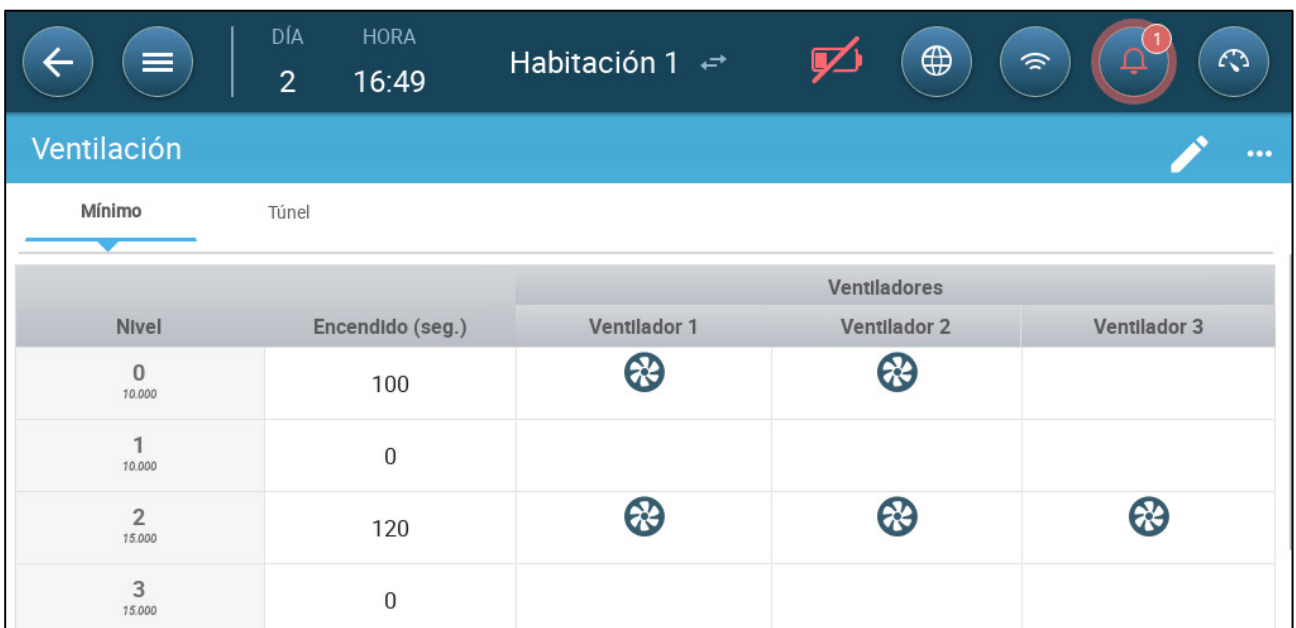 DÍA HORA
2 16:49 Habitación 1 1
Ventilación
Mínimo Túnel
Ventiladores
Nivel Encendido (seg.) Ventilador 1 Ventilador 2 Ventilador 3
0
10.000 100
1
10.000 0
2
15.000 120
3
15.000 0